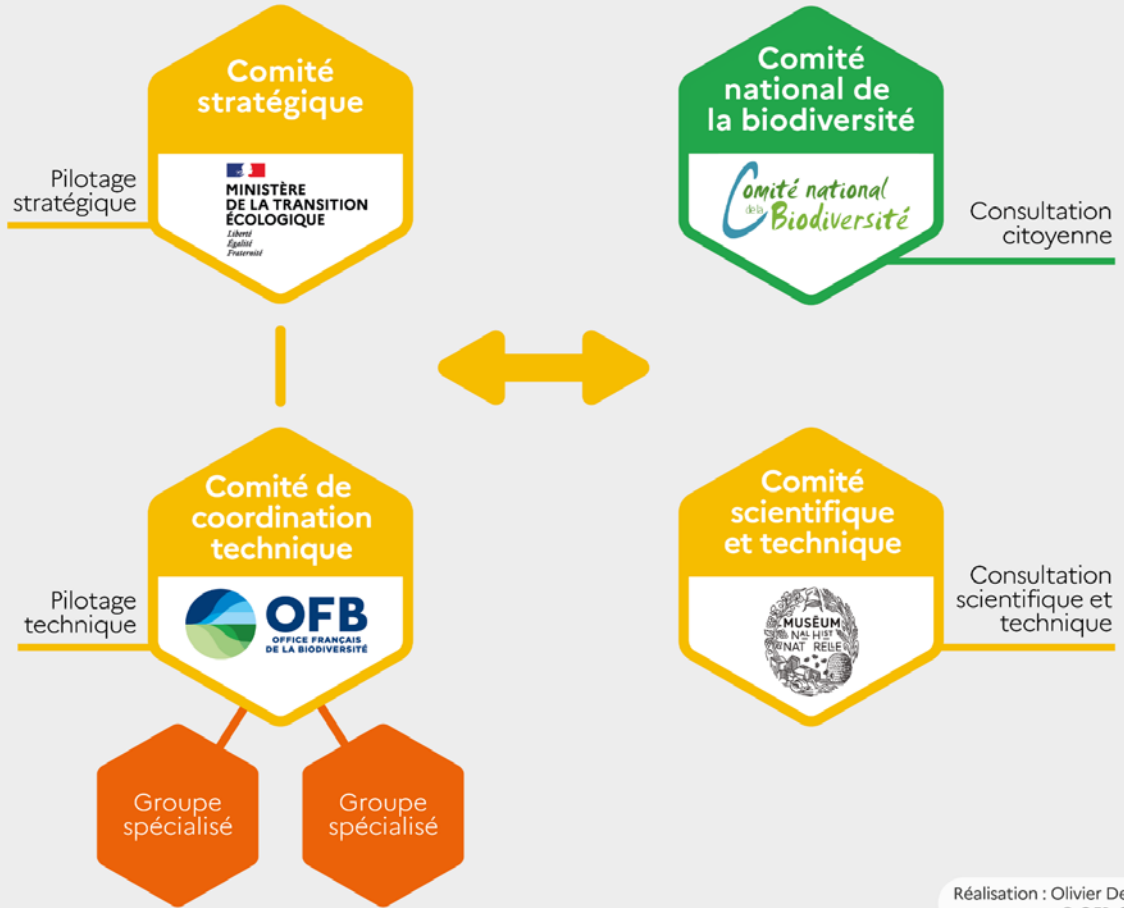 Comité
stratégique
MINISTÈRE
DE LA TRANSITION
ÉCOLOGIQUE
Liberté
Égalité
Fraternité
Pilotage
stratégique
Comité
national de
la biodiversité
Comité national
de la
Biodiversité
Consultation
citoyenne
Comité de
coordination
technique
OFB
OFFICE FRANÇAIS
DE LA BIODIVERSITÉ
Pilotage
technique
Comité
scientifique
et technique
MUSÉUM
NAL HIST
NAT RELLE
Consultation
scientifique et
technique
Groupe
spécialisé
Groupe
spécialisé
Réalisation : Olivier De